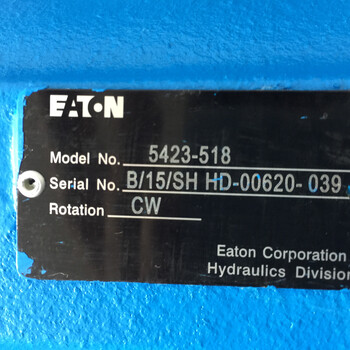 EATON
Model No. 5423-518
Serial No. B/15/SH HD-00620-039
Rotation CW
Eaton Corporation
Hydraulics Division